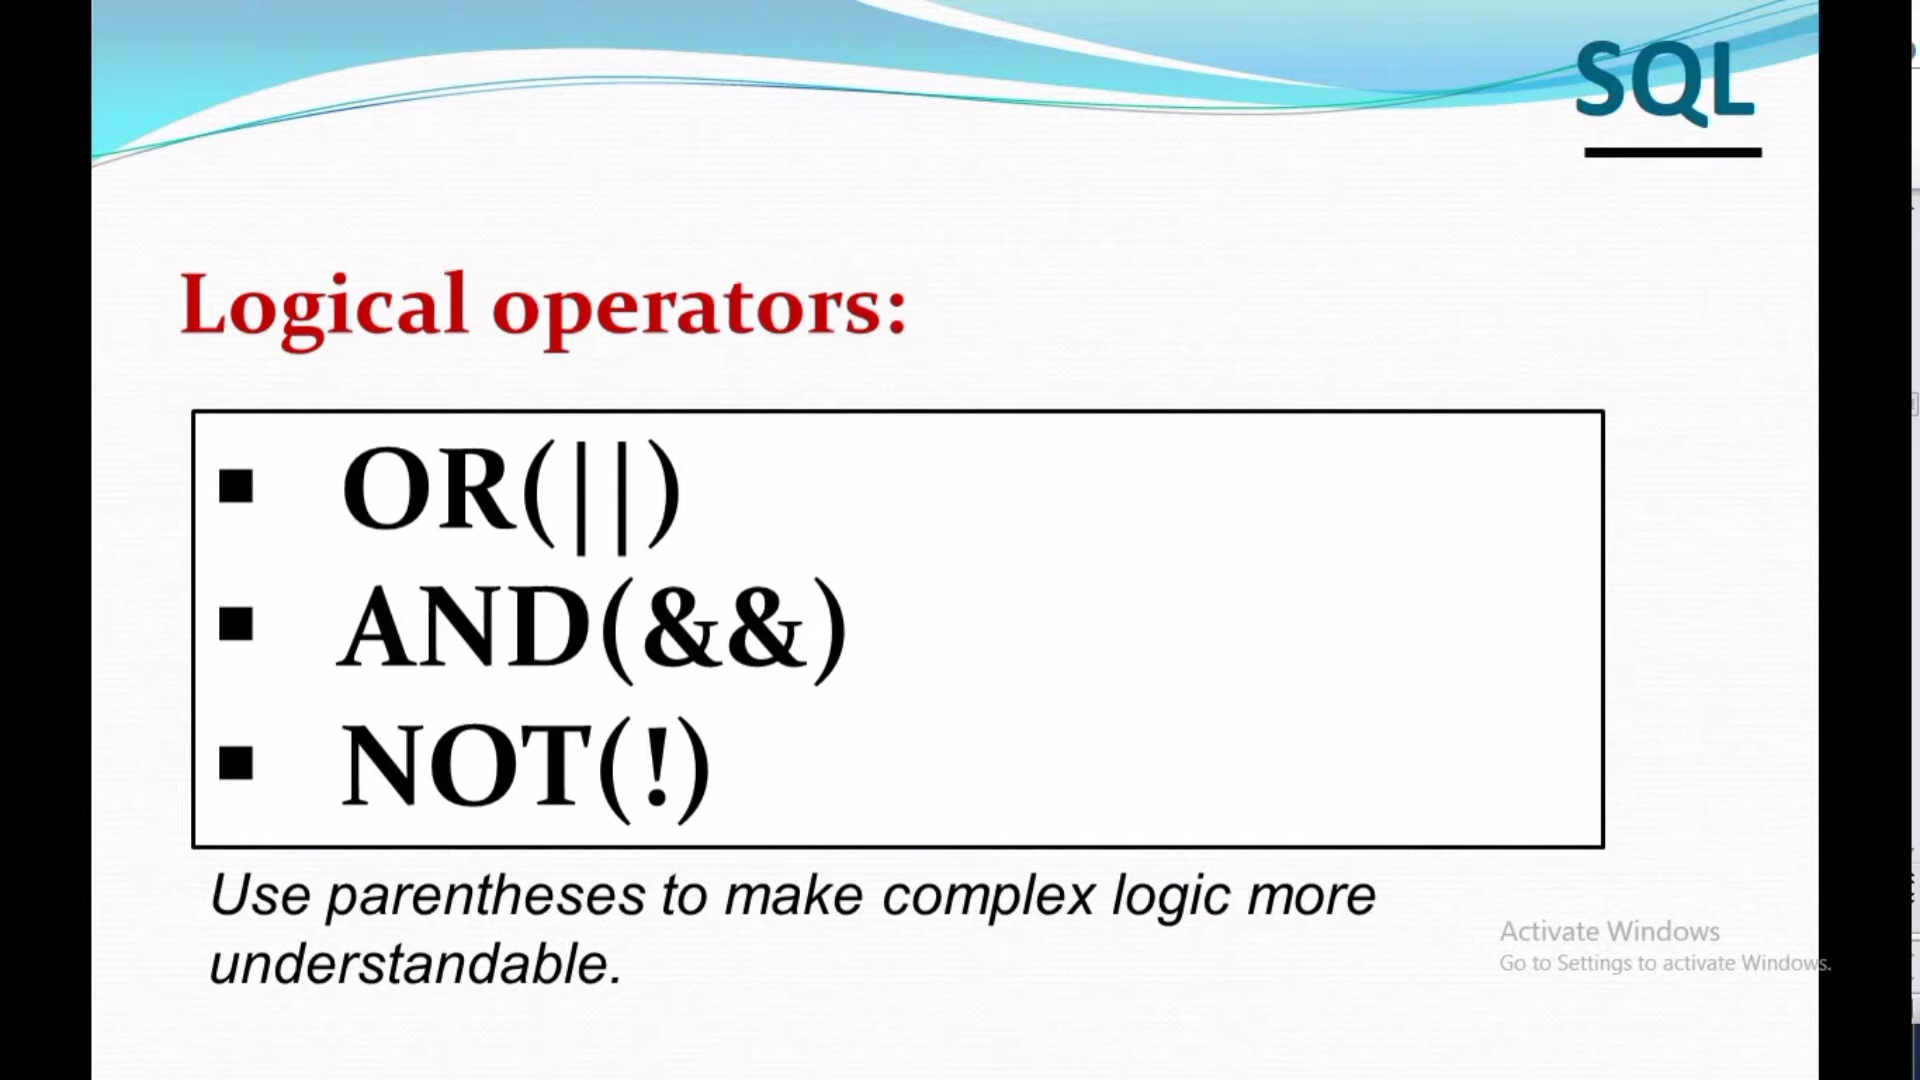 SQL
Logical operators:
▪ OR(||)
▪ AND(&&)
▪ NOT(!)
Use parentheses to make complex logic more
understandable.
Activate Windows
Go to Settings to activate Windows.